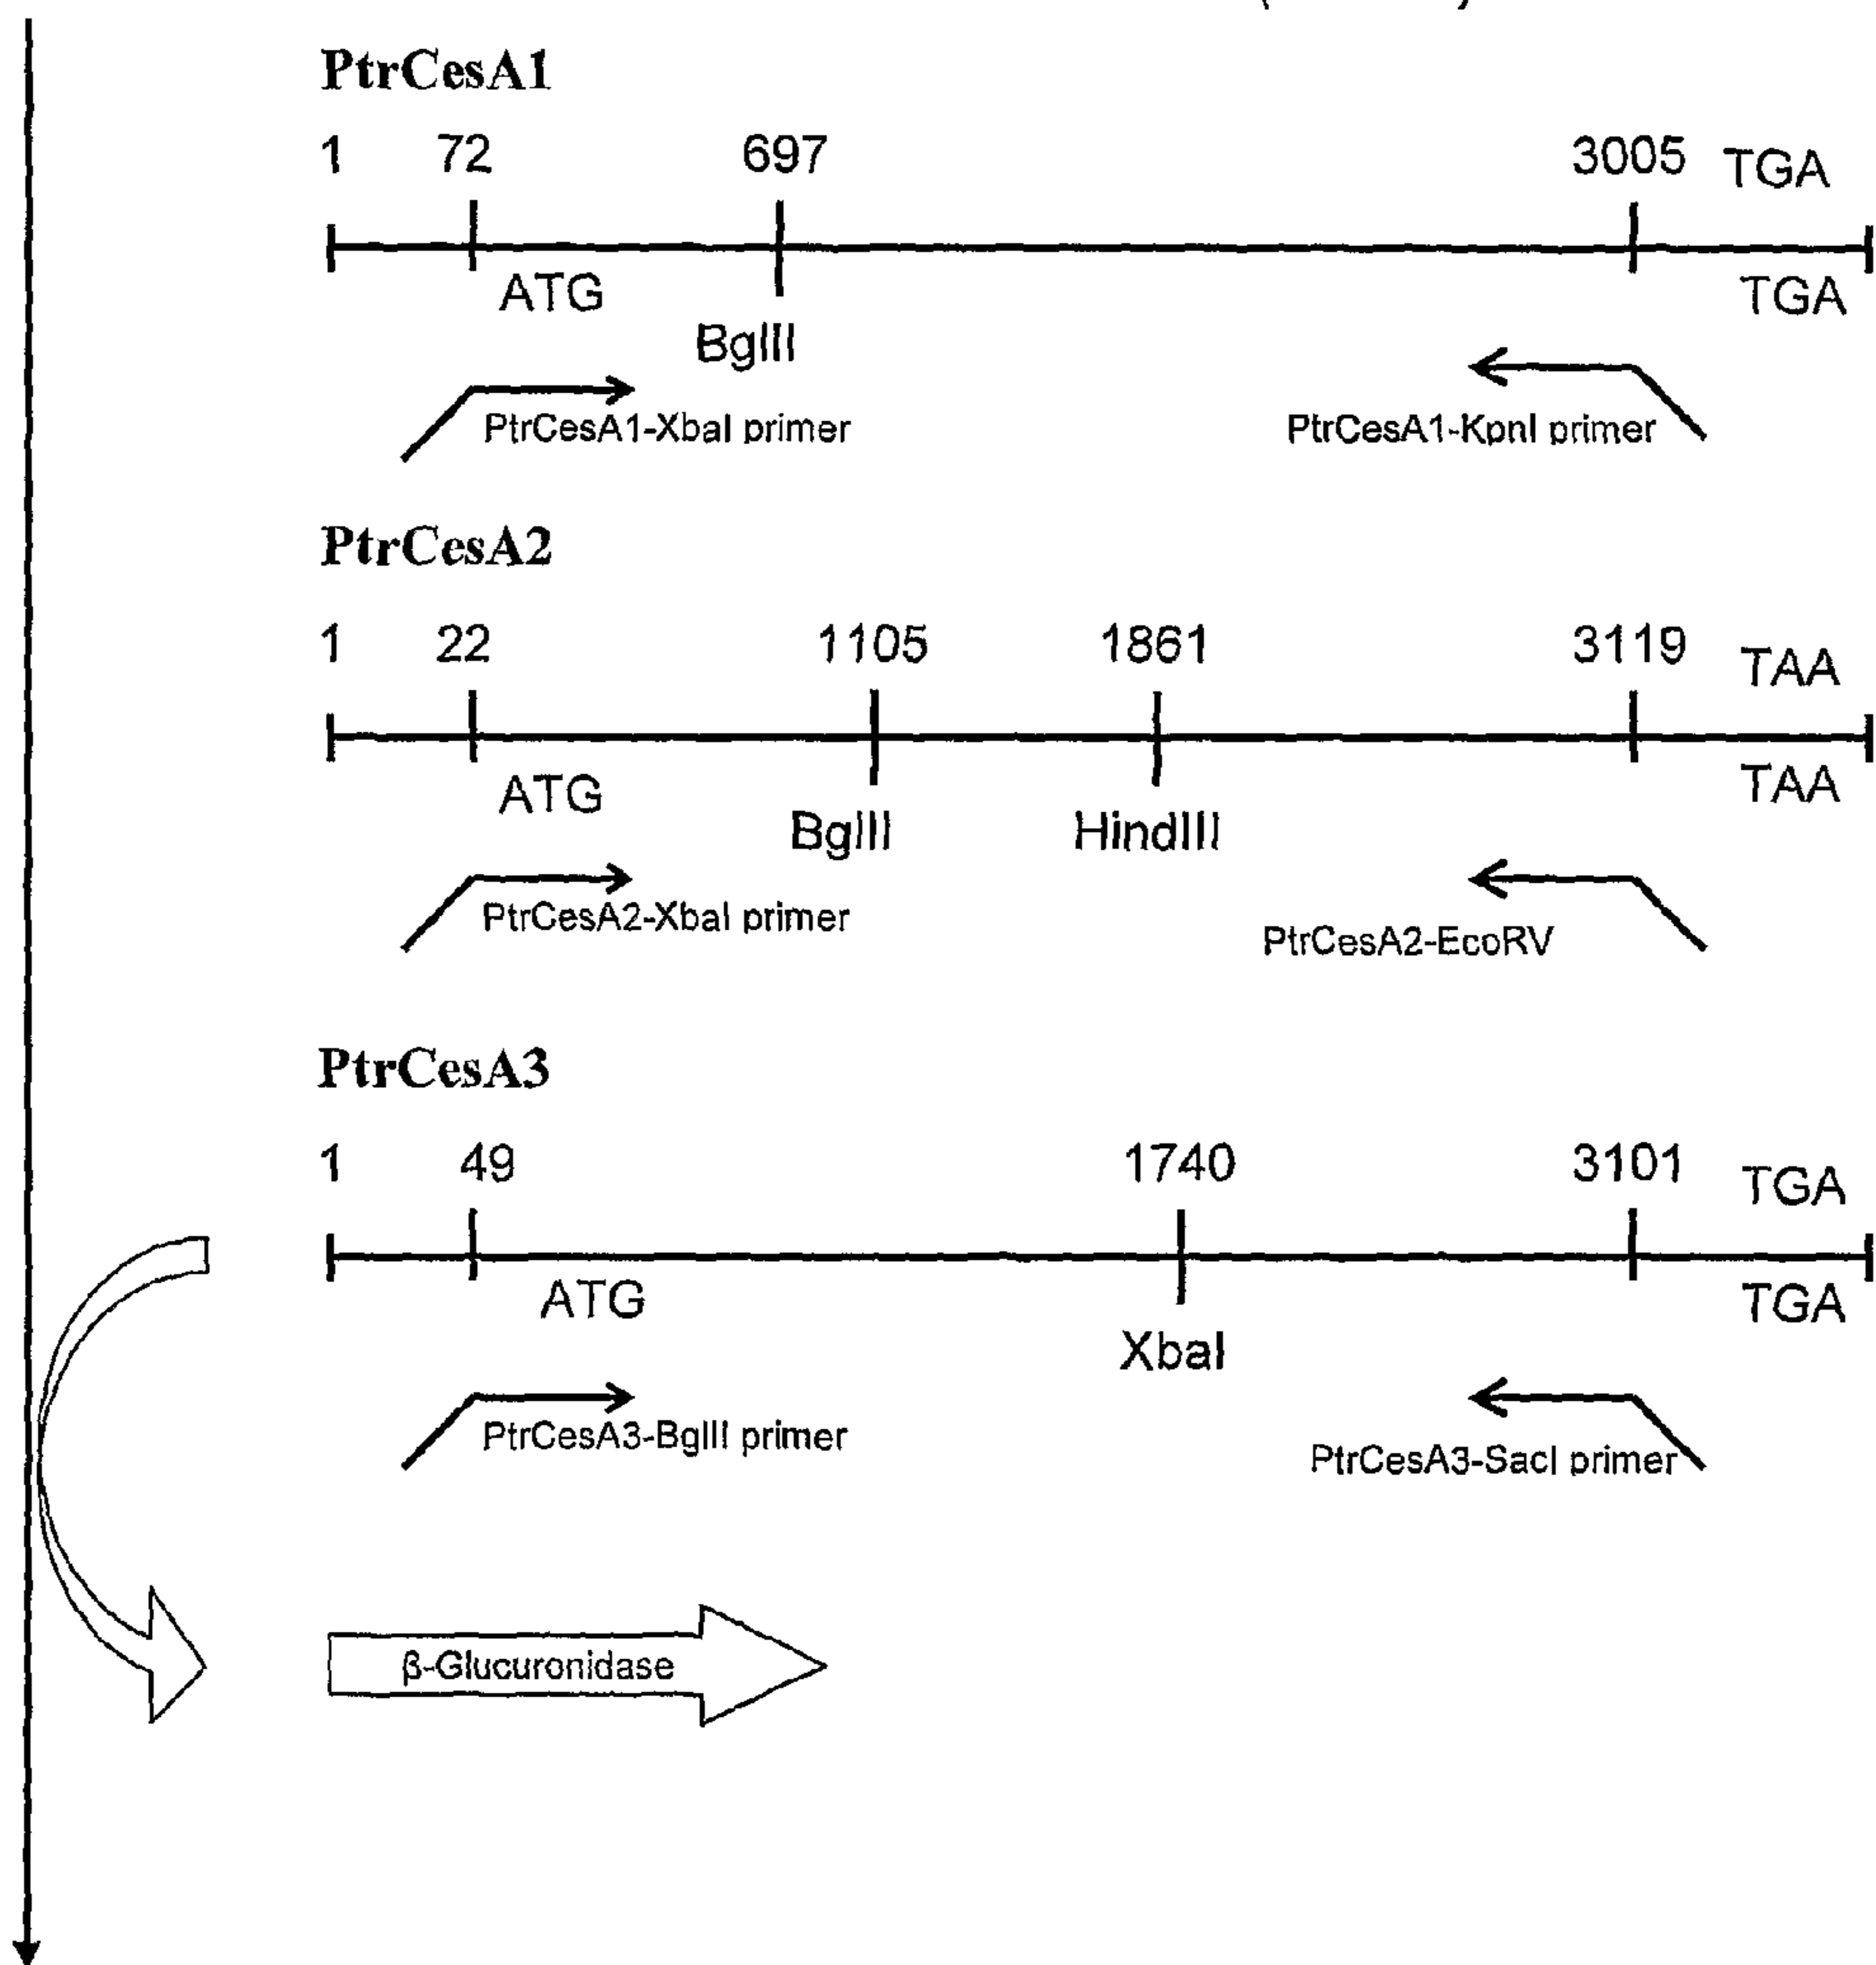 PtrCesA1
1 72 697 3005 TGA
ATG TGA
BglII
PtrCesA1-XbaI primer PtrCesA1-KpnI primer
PtrCesA2
1 22 1105 1861 3119 TAA
ATG TAA
BglII HindIII
PtrCesA2-XbaI primer PtrCesA2-EcoRV
PtrCesA3
1 49 1740 3101 TGA
ATG TGA
XbaI
PtrCesA3-BglII primer PtrCesA3-SacI primer
β-Glucuronidase